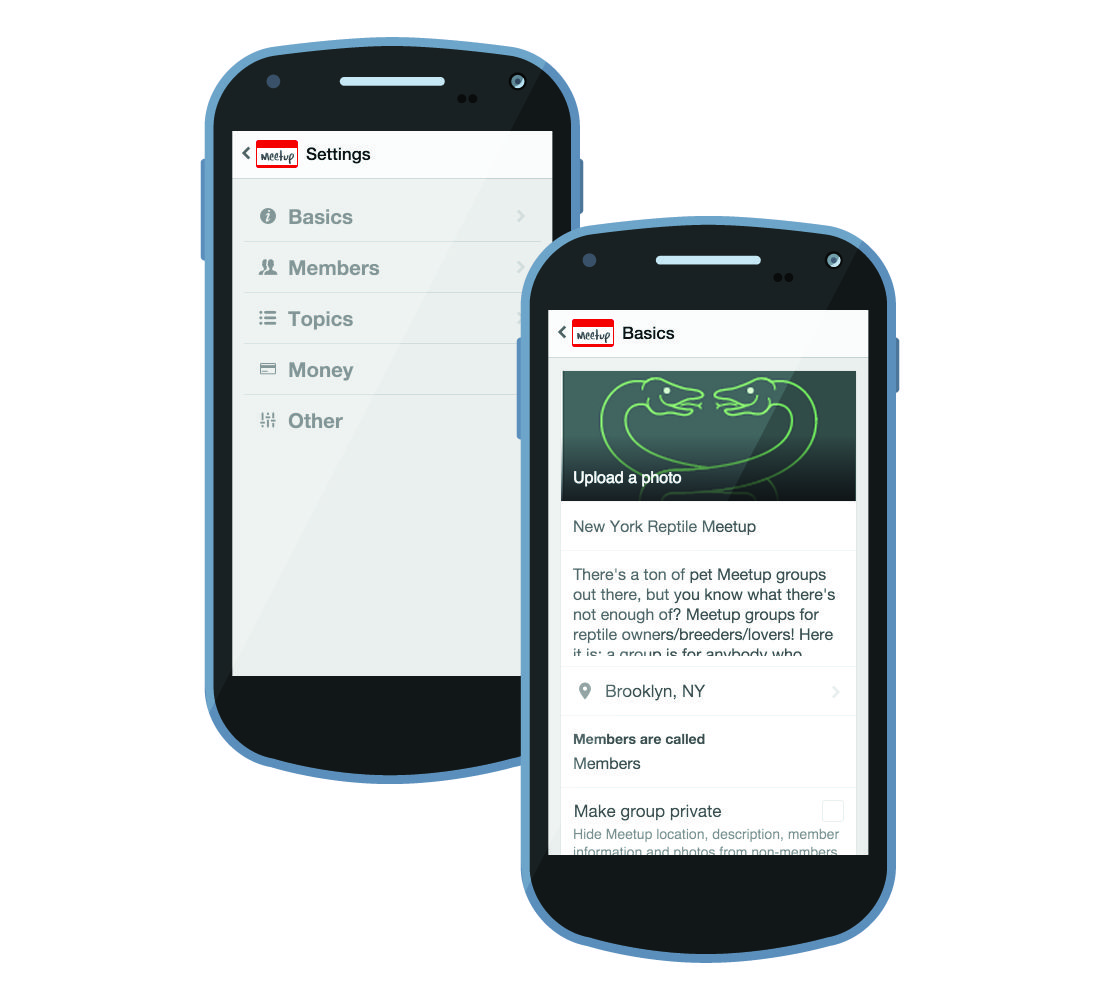 meetup Settings
Basics
Members
Topics
Money
Other
meetup Basics
Upload a photo
New York Reptile Meetup
There's a ton of pet Meetup groups
out there, but you know what there's
not enough of? Meetup groups for
reptile owners/breeders/lovers! Here
it is: a group is for anybody who
Brooklyn, NY
Members are called
Members
Make group private
Hide Meetup location, description, member
information and photos from non-members